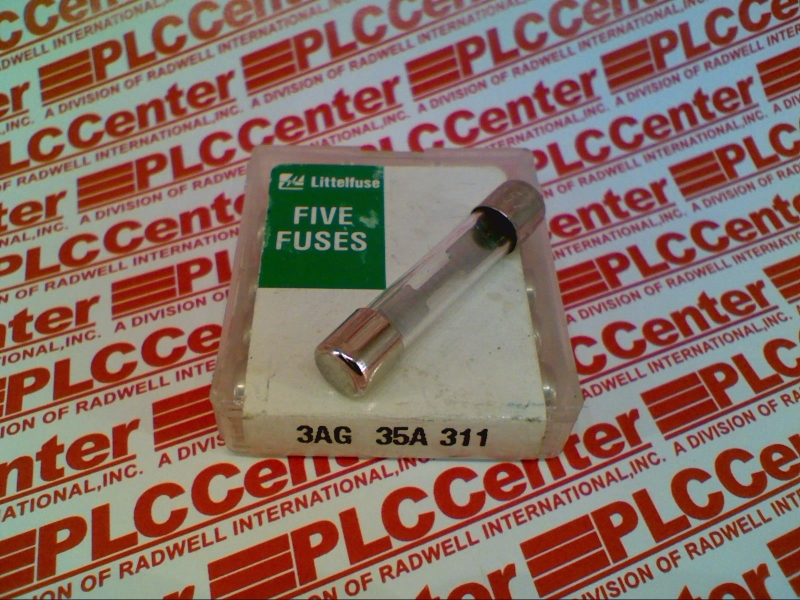 Littelfuse
FIVE
FUSES
3AG 35A 311
PLCCenter
A DIVISION OF RADWELL INTERNATIONAL,INC.